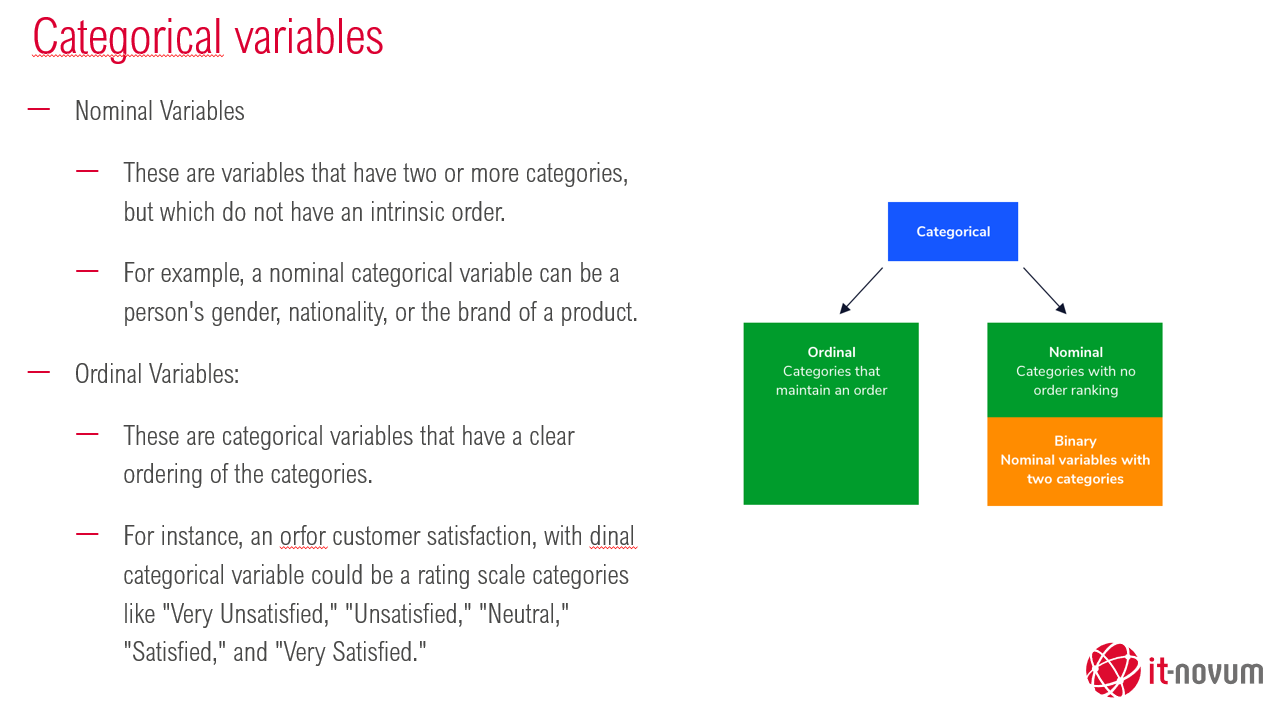 Categorical variables
Nominal Variables
These are variables that have two or more categories,
but which do not have an intrinsic order.
For example, a nominal categorical variable can be a
person's gender, nationality, or the brand of a product.
Ordinal Variables:
These are categorical variables that have a clear
ordering of the categories.
For instance, an orfor customer satisfaction, with dinal
categorical variable could be a rating scale categories
like "Very Unsatisfied," "Unsatisfied," "Neutral,"
"Satisfied," and "Very Satisfied."
Categorical
Ordinal
Categories that
maintain an order
Nominal
Categories with no
order ranking
Binary
Nominal variables with
two categories
it-novum